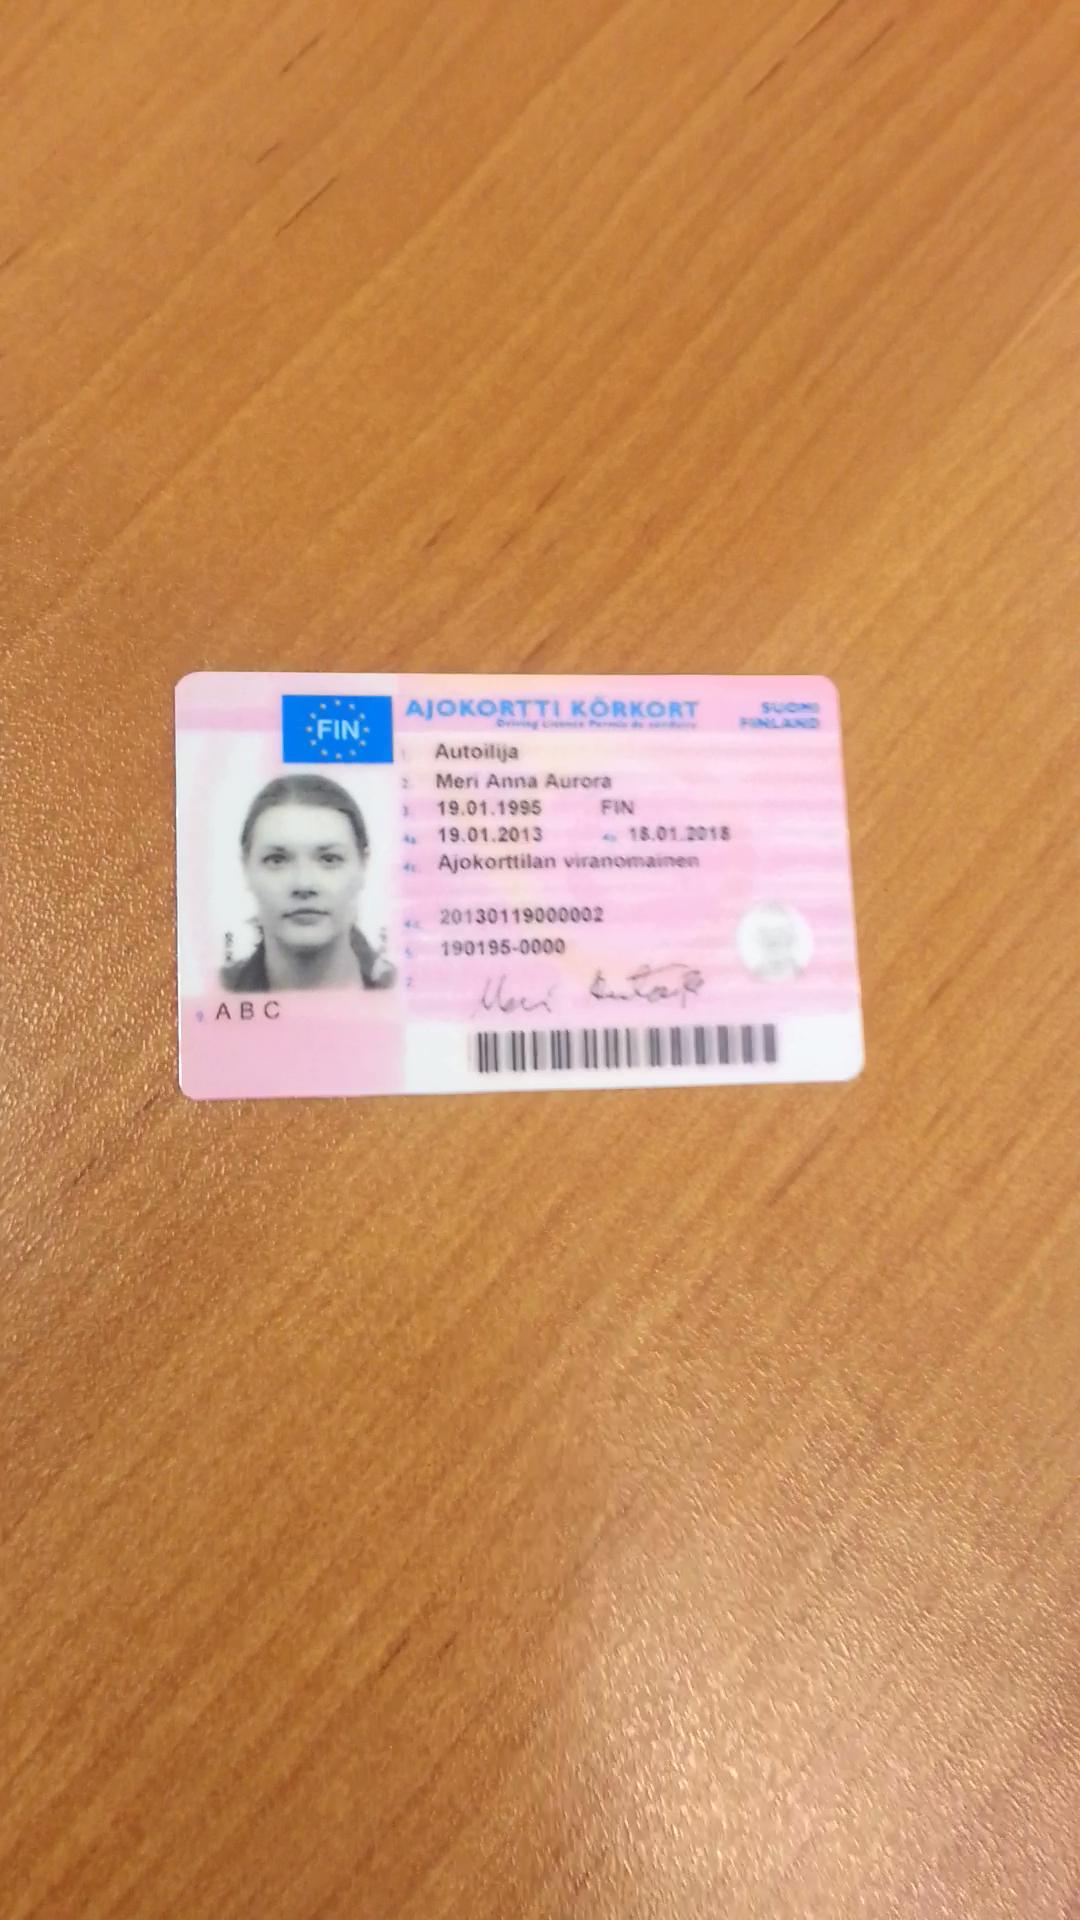 FIN
AJOKORTTI KÖRKORT
SUOMI
FINLAND
Driving Licence Permis de conduire
1. Autoilija
2. Meri Anna Aurora
3. 19.01.1995 FIN
4a. 19.01.2013 4b. 18.01.2018
4c. Ajokorttilan viranomainen
4d. 20130119000002
5. 190195-0000
7. Meri Autoilija
9. A B C